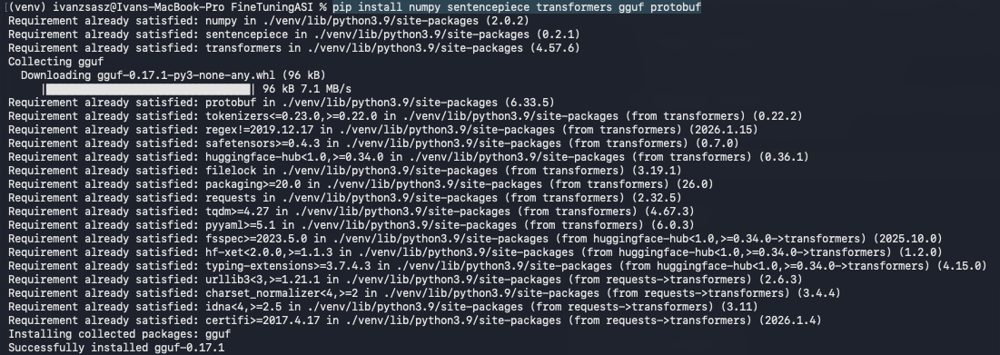 [(venv) ivanzsasz@Ivans-MacBook-Pro FineTuningASI % pip install numpy sentencepiece transformers gguf protobuf
Requirement already satisfied: numpy in ./venv/lib/python3.9/site-packages (2.0.2)
Requirement already satisfied: sentencepiece in ./venv/lib/python3.9/site-packages (0.2.1)
Requirement already satisfied: transformers in ./venv/lib/python3.9/site-packages (4.57.6)
Collecting gguf
  Downloading gguf-0.17.1-py3-none-any.whl (96 kB)
     |████████████████████████████████| 96 kB 7.1 MB/s
Requirement already satisfied: protobuf in ./venv/lib/python3.9/site-packages (6.33.5)
Requirement already satisfied: tokenizers<=0.23.0,>=0.22.0 in ./venv/lib/python3.9/site-packages (from transformers) (0.22.2)
Requirement already satisfied: regex!=2019.12.17 in ./venv/lib/python3.9/site-packages (from transformers) (2026.1.15)
Requirement already satisfied: safetensors>=0.4.3 in ./venv/lib/python3.9/site-packages (from transformers) (0.7.0)
Requirement already satisfied: huggingface-hub<1.0,>=0.34.0 in ./venv/lib/python3.9/site-packages (from transformers) (0.36.1)
Requirement already satisfied: filelock in ./venv/lib/python3.9/site-packages (from transformers) (3.19.1)
Requirement already satisfied: packaging>=20.0 in ./venv/lib/python3.9/site-packages (from transformers) (26.0)
Requirement already satisfied: requests in ./venv/lib/python3.9/site-packages (from transformers) (2.32.5)
Requirement already satisfied: tqdm>=4.27 in ./venv/lib/python3.9/site-packages (from transformers) (4.67.3)
Requirement already satisfied: pyyaml>=5.1 in ./venv/lib/python3.9/site-packages (from transformers) (6.0.3)
Requirement already satisfied: fsspec>=2023.5.0 in ./venv/lib/python3.9/site-packages (from huggingface-hub<1.0,>=0.34.0->transformers) (2025.10.0)
Requirement already satisfied: hf-xet<2.0.0,>=1.1.3 in ./venv/lib/python3.9/site-packages (from huggingface-hub<1.0,>=0.34.0->transformers) (1.2.0)
Requirement already satisfied: typing-extensions>=3.7.4.3 in ./venv/lib/python3.9/site-packages (from huggingface-hub<1.0,>=0.34.0->transformers) (4.15.0)
Requirement already satisfied: urllib3<3,>=1.21.1 in ./venv/lib/python3.9/site-packages (from requests->transformers) (2.6.3)
Requirement already satisfied: charset_normalizer<4,>=2 in ./venv/lib/python3.9/site-packages (from requests->transformers) (3.4.4)
Requirement already satisfied: idna<4,>=2.5 in ./venv/lib/python3.9/site-packages (from requests->transformers) (3.11)
Requirement already satisfied: certifi>=2017.4.17 in ./venv/lib/python3.9/site-packages (from requests->transformers) (2026.1.4)
Installing collected packages: gguf
Successfully installed gguf-0.17.1